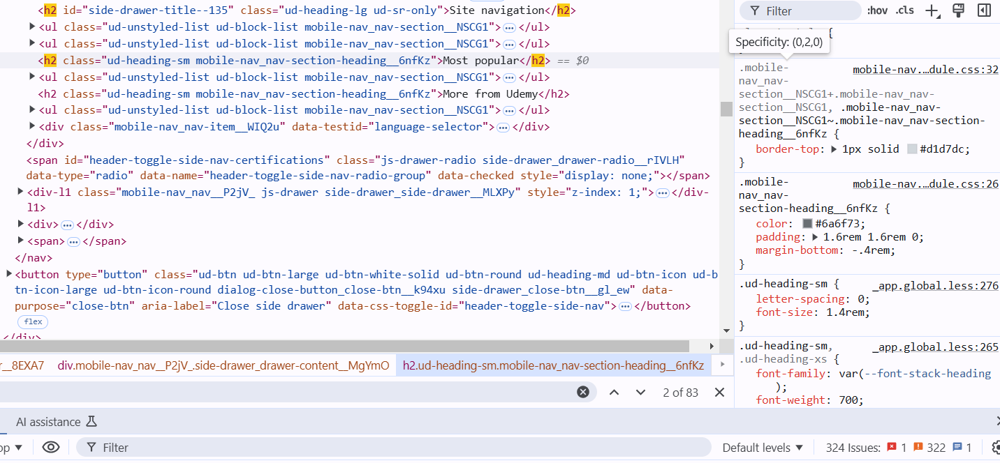 <h2 id="side-drawer-title--135" class="ud-heading-lg ud-sr-only">Site navigation</h2>
<ul class="ud-unstyled-list ud-block-list mobile-nav_nav-section__NSCG1">…</ul>
<ul class="ud-unstyled-list ud-block-list mobile-nav_nav-section__NSCG1">…</ul>
<h2 class="ud-heading-sm mobile-nav_nav-section-heading__6nfKz">Most popular</h2> == $0
<ul class="ud-unstyled-list ud-block-list mobile-nav_nav-section__NSCG1">…</ul>
<h2 class="ud-heading-sm mobile-nav_nav-section-heading__6nfKz">More from Udemy</h2>
<ul class="ud-unstyled-list ud-block-list mobile-nav_nav-section__NSCG1">…</ul>
<div class="mobile-nav_nav-item__WIQ2u" data-testid="language-selector">…</div>
</div>
<span id="header-toggle-side-nav-certifications" class="js-drawer-radio side-drawer_drawer-radio__rIVLH"
data-type="radio" data-name="header-toggle-side-nav-radio-group" data-checked style="display: none;"></span>
<div-l1 class="mobile-nav_nav__P2jV_ js-drawer side-drawer_side-drawer__MLXPy" style="z-index: 1;">…</div-
l1>
<div>…</div>
<span>…</span>
</nav>
<button type="button" class="ud-btn ud-btn-large ud-btn-white-solid ud-btn-round ud-heading-md ud-btn-icon ud-b
tn-icon-large ud-btn-icon-round dialog-close-button_close-btn__k94xu side-drawer_close-btn__gl_ew" data-
purpose="close-btn" aria-label="Close side drawer" data-css-toggle-id="header-toggle-side-nav">…</button>
flex
</div>
r__8EXA7 div.mobile-nav_nav__P2jV_.side-drawer_drawer-content__MgYmO h2.ud-heading-sm.mobile-nav_nav-section-heading__6nfKz
2 of 83
Filter :hov .cls
{
Specificity: (0,2,0)
.mobile- mobile-nav.…dule.css:32
nav_nav-
section__NSCG1+.mobile-nav_nav-
section__NSCG1, .mobile-nav_nav-
section__NSCG1~.mobile-nav_nav-section-
heading__6nfKz {
border-top: 1px solid #d1d7dc;
}
.mobile- mobile-nav.…dule.css:26
nav_nav-
section-heading__6nfKz {
color: #6a6f73;
padding: 1.6rem 1.6rem 0;
margin-bottom: -.4rem;
}
.ud-heading-sm { _app.global.less:276
letter-spacing: 0;
font-size: 1.4rem;
}
.ud-heading-sm, _app.global.less:265
.ud-heading-xs {
font-family: var(--font-stack-heading
);
font-weight: 700;
AI assistance
op Filter Default levels 324 Issues: 1 322 1